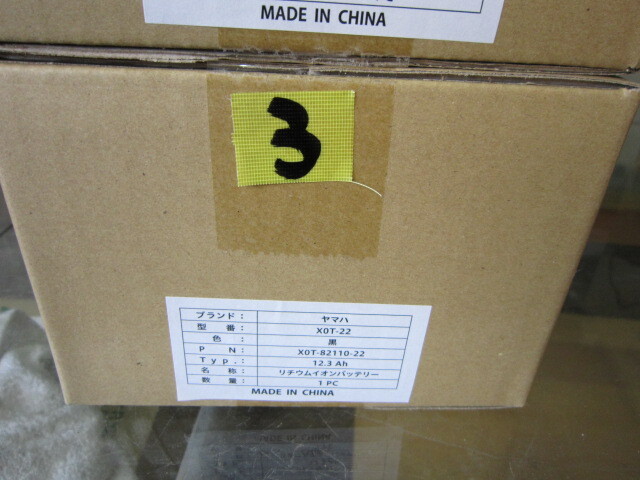 MADE IN CHINA
3
ブランド： ヤマハ
型番： X0T-22
色： 黒
PN： X0T-82110-22
Typ.： 12.3 Ah
名称： リチウムイオンバッテリー
数量： 1 PC
MADE IN CHINA